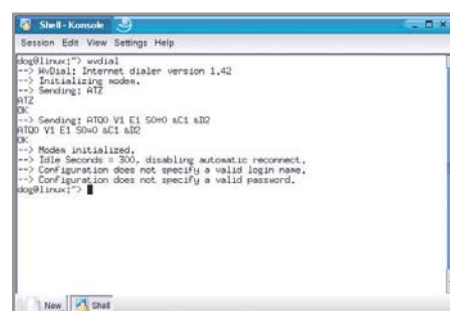 Shell - Konsole
Session Edit View Settings Help
dog@linux:~> wvdial
--> WvDial: Internet dialer version 1.42
--> Initializing modem.
--> Sending: ATZ
ATZ
OK
--> Sending: ATQ0 V1 E1 S0=0 &C1 &D2
ATQ0 V1 E1 S0=0 &C1 &D2
OK
--> Modem initialized.
--> Idle Seconds = 300, disabling automatic reconnect.
--> Configuration does not specify a valid login name.
--> Configuration does not specify a valid password.
dog@linux:~>
New Shell